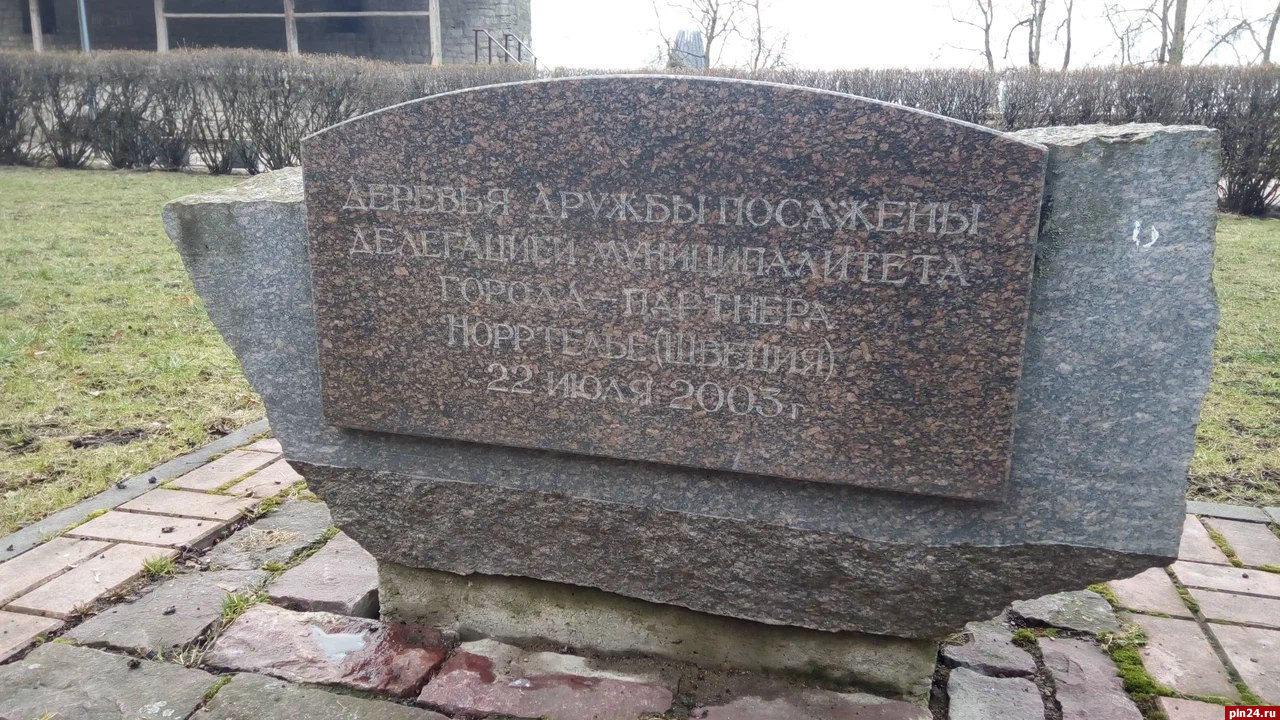 ДЕРЕВЬЯ ДРУЖБЫ ПОСАЖЕНЫ
ДЕЛЕГАЦИЕЙ МУНИЦИПАЛИТЕТА
ГОРОДА - ПАРТНЕРА
НОРРТЕЛЬЕ (ШВЕЦИЯ)
22 ИЮЛЯ 2003 г.
pln24.ru